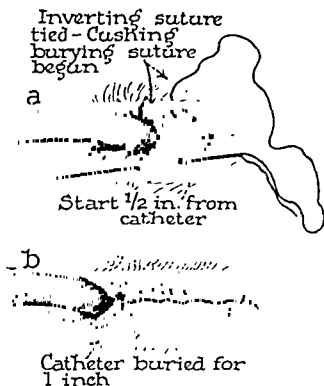 Inverting suture
tied-Cushing
burying suture
begun
a
Start 1/2 in. from
catheter
b
Catheter buried for
1 inch